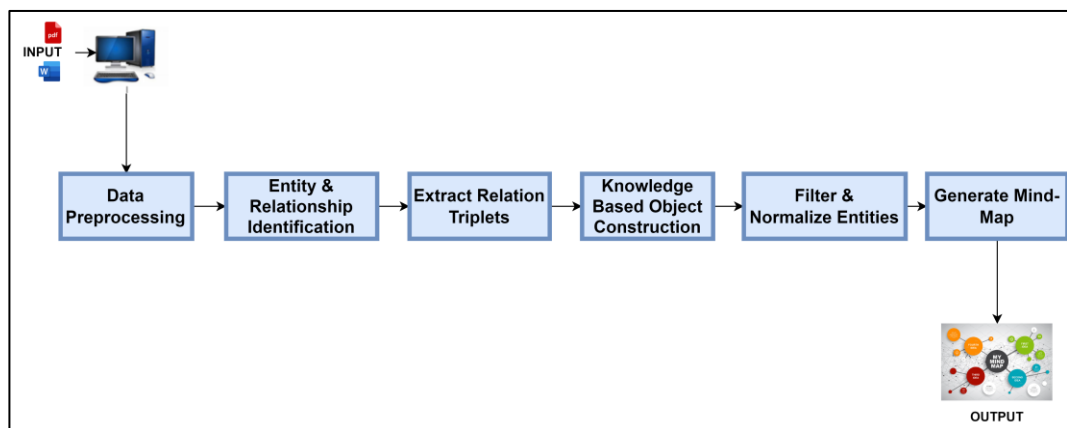 pdf
INPUT
W
Data
Preprocessing
Entity &
Relationship
Identification
Extract Relation
Triplets
Knowledge
Based Object
Construction
Filter &
Normalize Entities
Generate Mind-
Map
MY
MIND
MAP
OUTPUT